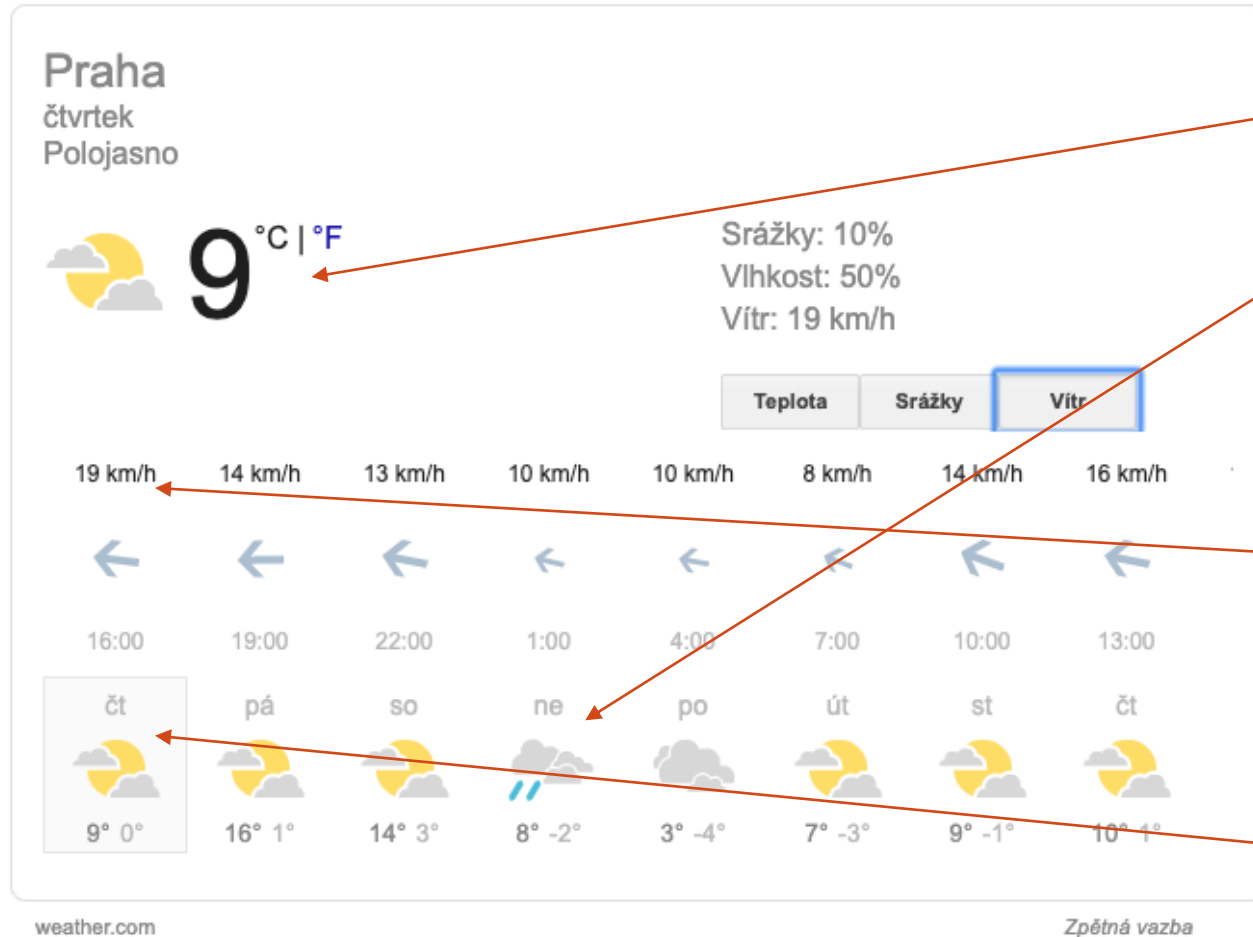 Praha
čtvrtek
Polojasno
9 °C | °F
Srážky: 10%
Vlhkost: 50%
Vítr: 19 km/h
Teplota Srážky Vítr
19 km/h 14 km/h 13 km/h 10 km/h 10 km/h 8 km/h 14 km/h 16 km/h
16:00 19:00 22:00 1:00 4:00 7:00 10:00 13:00
čt pá so ne po út st čt
9° 0° 16° 1° 14° 3° 8° -2° 3° -4° 7° -3° 9° -1° 10° 1°
weather.com Zpětná vazba